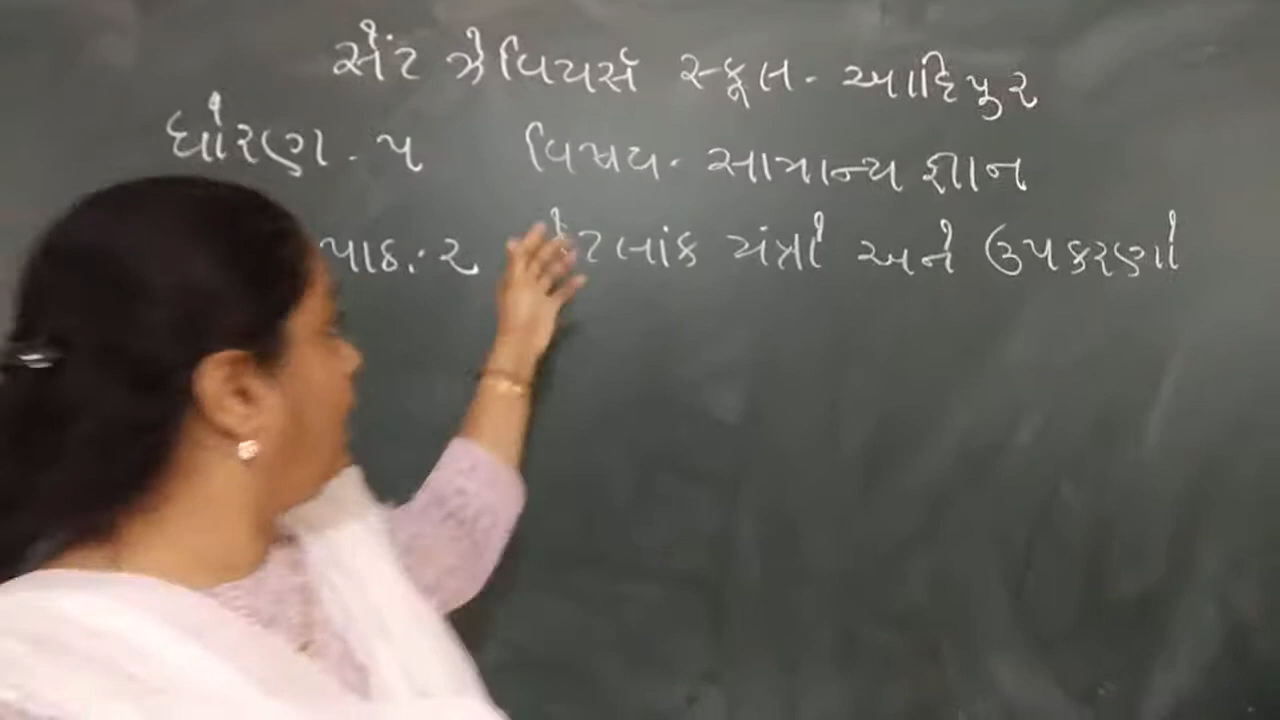 સેંટ ઝેવિયર્સ સ્કૂલ - આદિપુર
ધોરણ - ૫ વિષય - સામાન્ય જ્ઞાન
પાઠ. - ૨ કેટલાંક યંત્રો અને ઉપકરણો